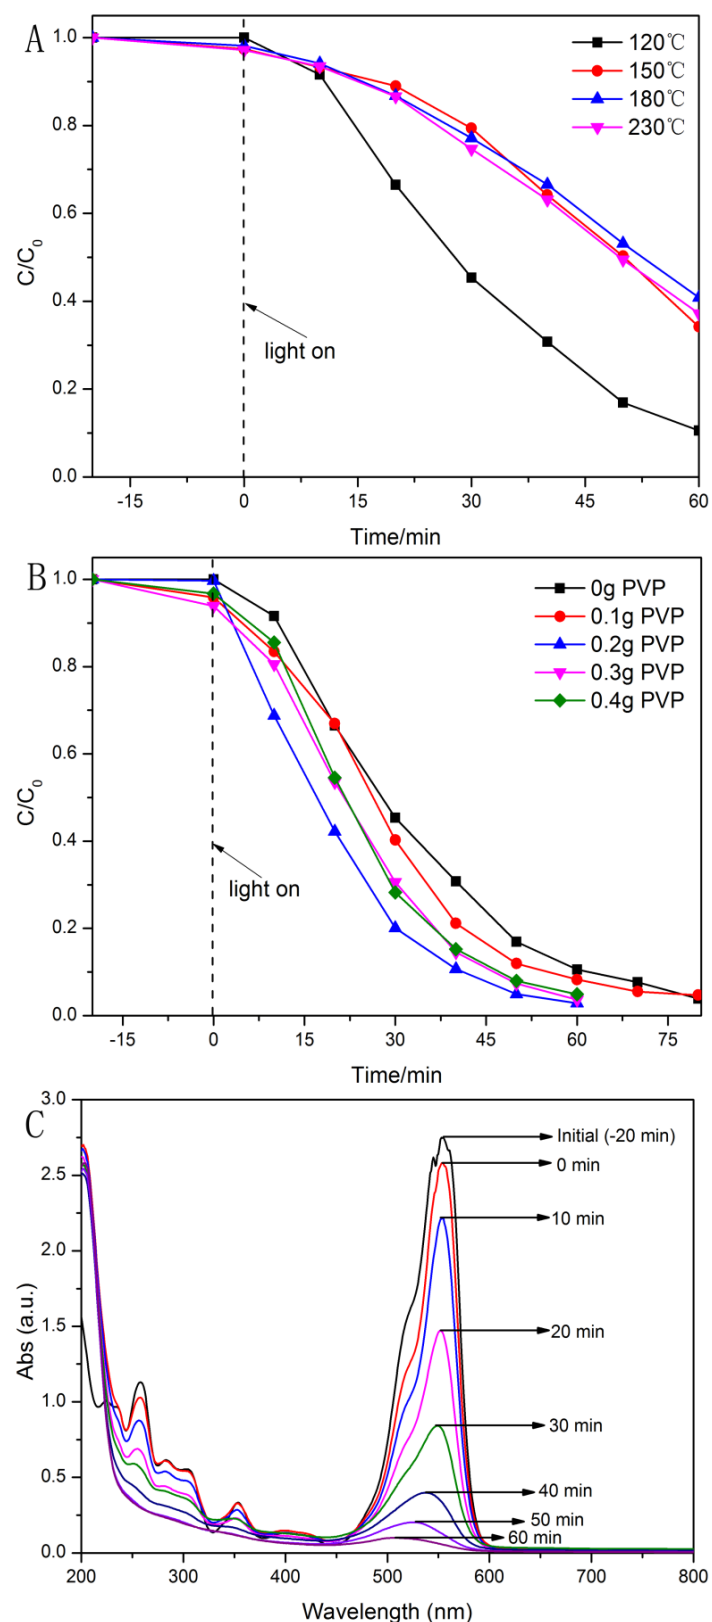 A
1.0
0.8
0.6
0.4
0.2
0.0
C/C0
120℃
150℃
180℃
230℃
light on
-15
0
15
30
45
60
Time/min
B
1.0
0.8
0.6
0.4
0.2
0.0
C/C0
0g PVP
0.1g PVP
0.2g PVP
0.3g PVP
0.4g PVP
light on
-15
0
15
30
45
60
75
Time/min
C
3.0
2.5
2.0
1.5
1.0
0.5
0.0
Abs (a.u.)
Initial (-20 min)
0 min
10 min
20 min
30 min
40 min
50 min
60 min
200
300
400
500
600
700
800
Wavelength (nm)